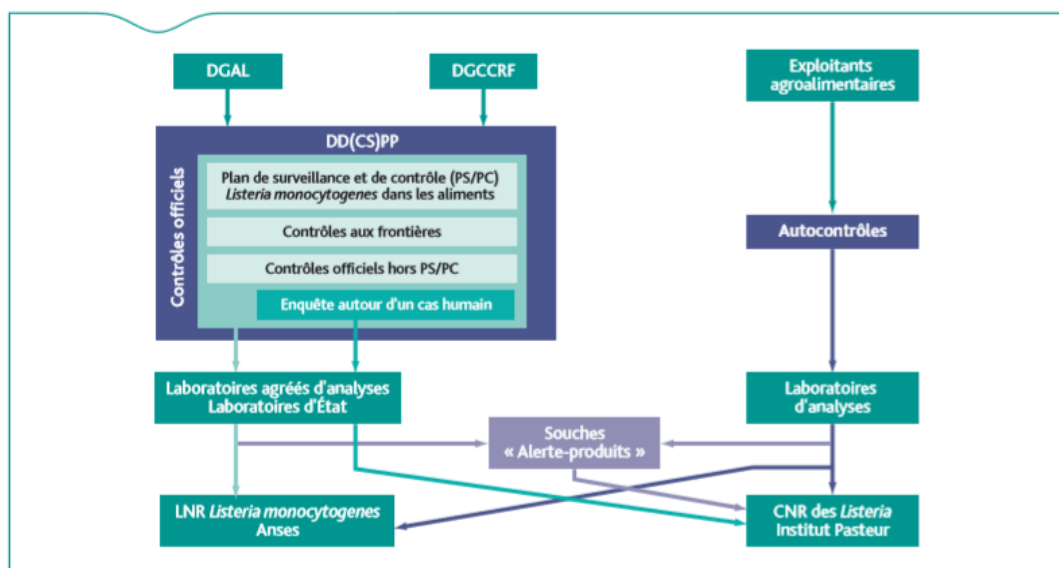 DGAL
DGCCRF
Exploitants
agroalimentaires
DD(CS)PP
Contrôles officiels
Plan de surveillance et de contrôle (PS/PC)
Listeria monocytogenes dans les aliments
Contrôles aux frontières
Autocontrôles
Contrôles officiels hors PS/PC
Enquête autour d'un cas humain
Laboratoires agréés d'analyses
Laboratoires d'État
Laboratoires
d'analyses
Souches
« Alerte-produits »
LNR Listeria monocytogenes
Anses
CNR des Listeria
Institut Pasteur